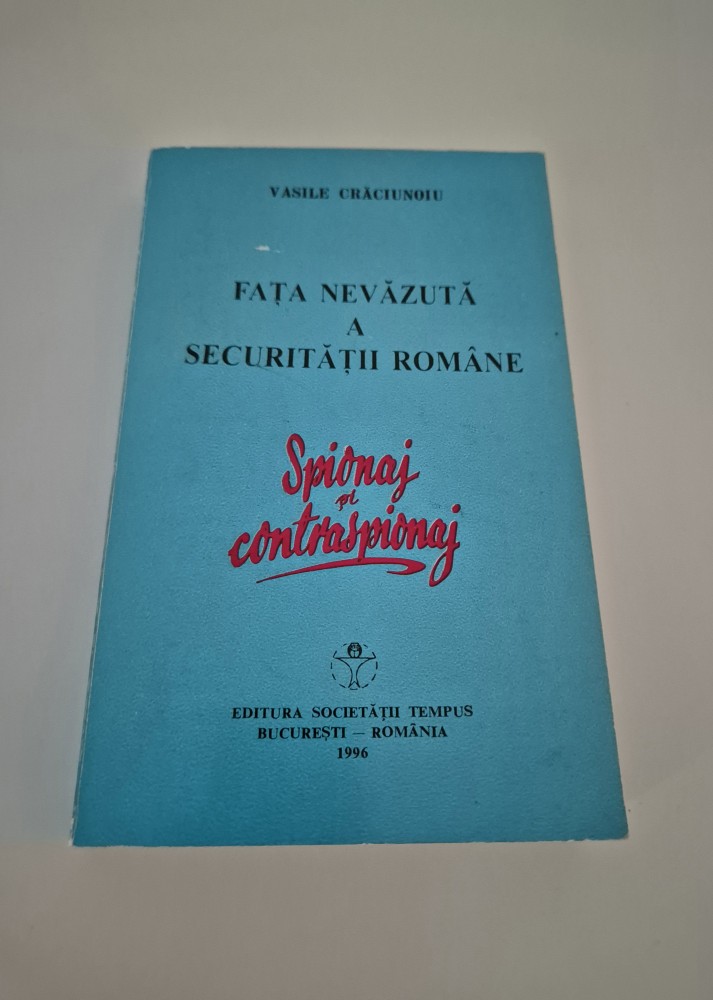 VASILE CRĂCIUNOIU
FAȚA NEVĂZUTĂ
A
SECURITĂȚII ROMÂNE
Spionaj
și
contraspionaj
EDITURA SOCIETĂȚII TEMPUS
BUCUREȘTI — ROMÂNIA
1996